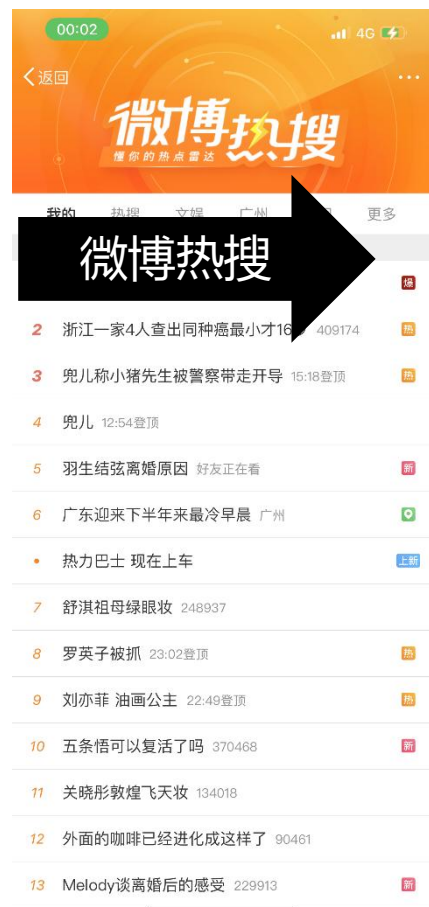 00:02
4G
返回
微博热搜
懂你的热点雷达
我的 热搜 文娱 广州 更多
微博热搜
爆
2 浙江一家4人查出同种癌最小才16 409174 热
3 兜儿称小猪先生被警察带走开导 15:18登顶 热
4 兜儿 12:54登顶
5 羽生结弦离婚原因 好友正在看 新
6 广东迎来下半年来最冷早晨 广州
• 热力巴士 现在上车 上新
7 舒淇祖母绿眼妆 248937
8 罗英子被抓 23:02登顶 热
9 刘亦菲 油画公主 22:49登顶 热
10 五条悟可以复活了吗 370468 新
11 关晓彤敦煌飞天妆 134018
12 外面的咖啡已经进化成这样了 90461
13 Melody谈离婚后的感受 229913 新